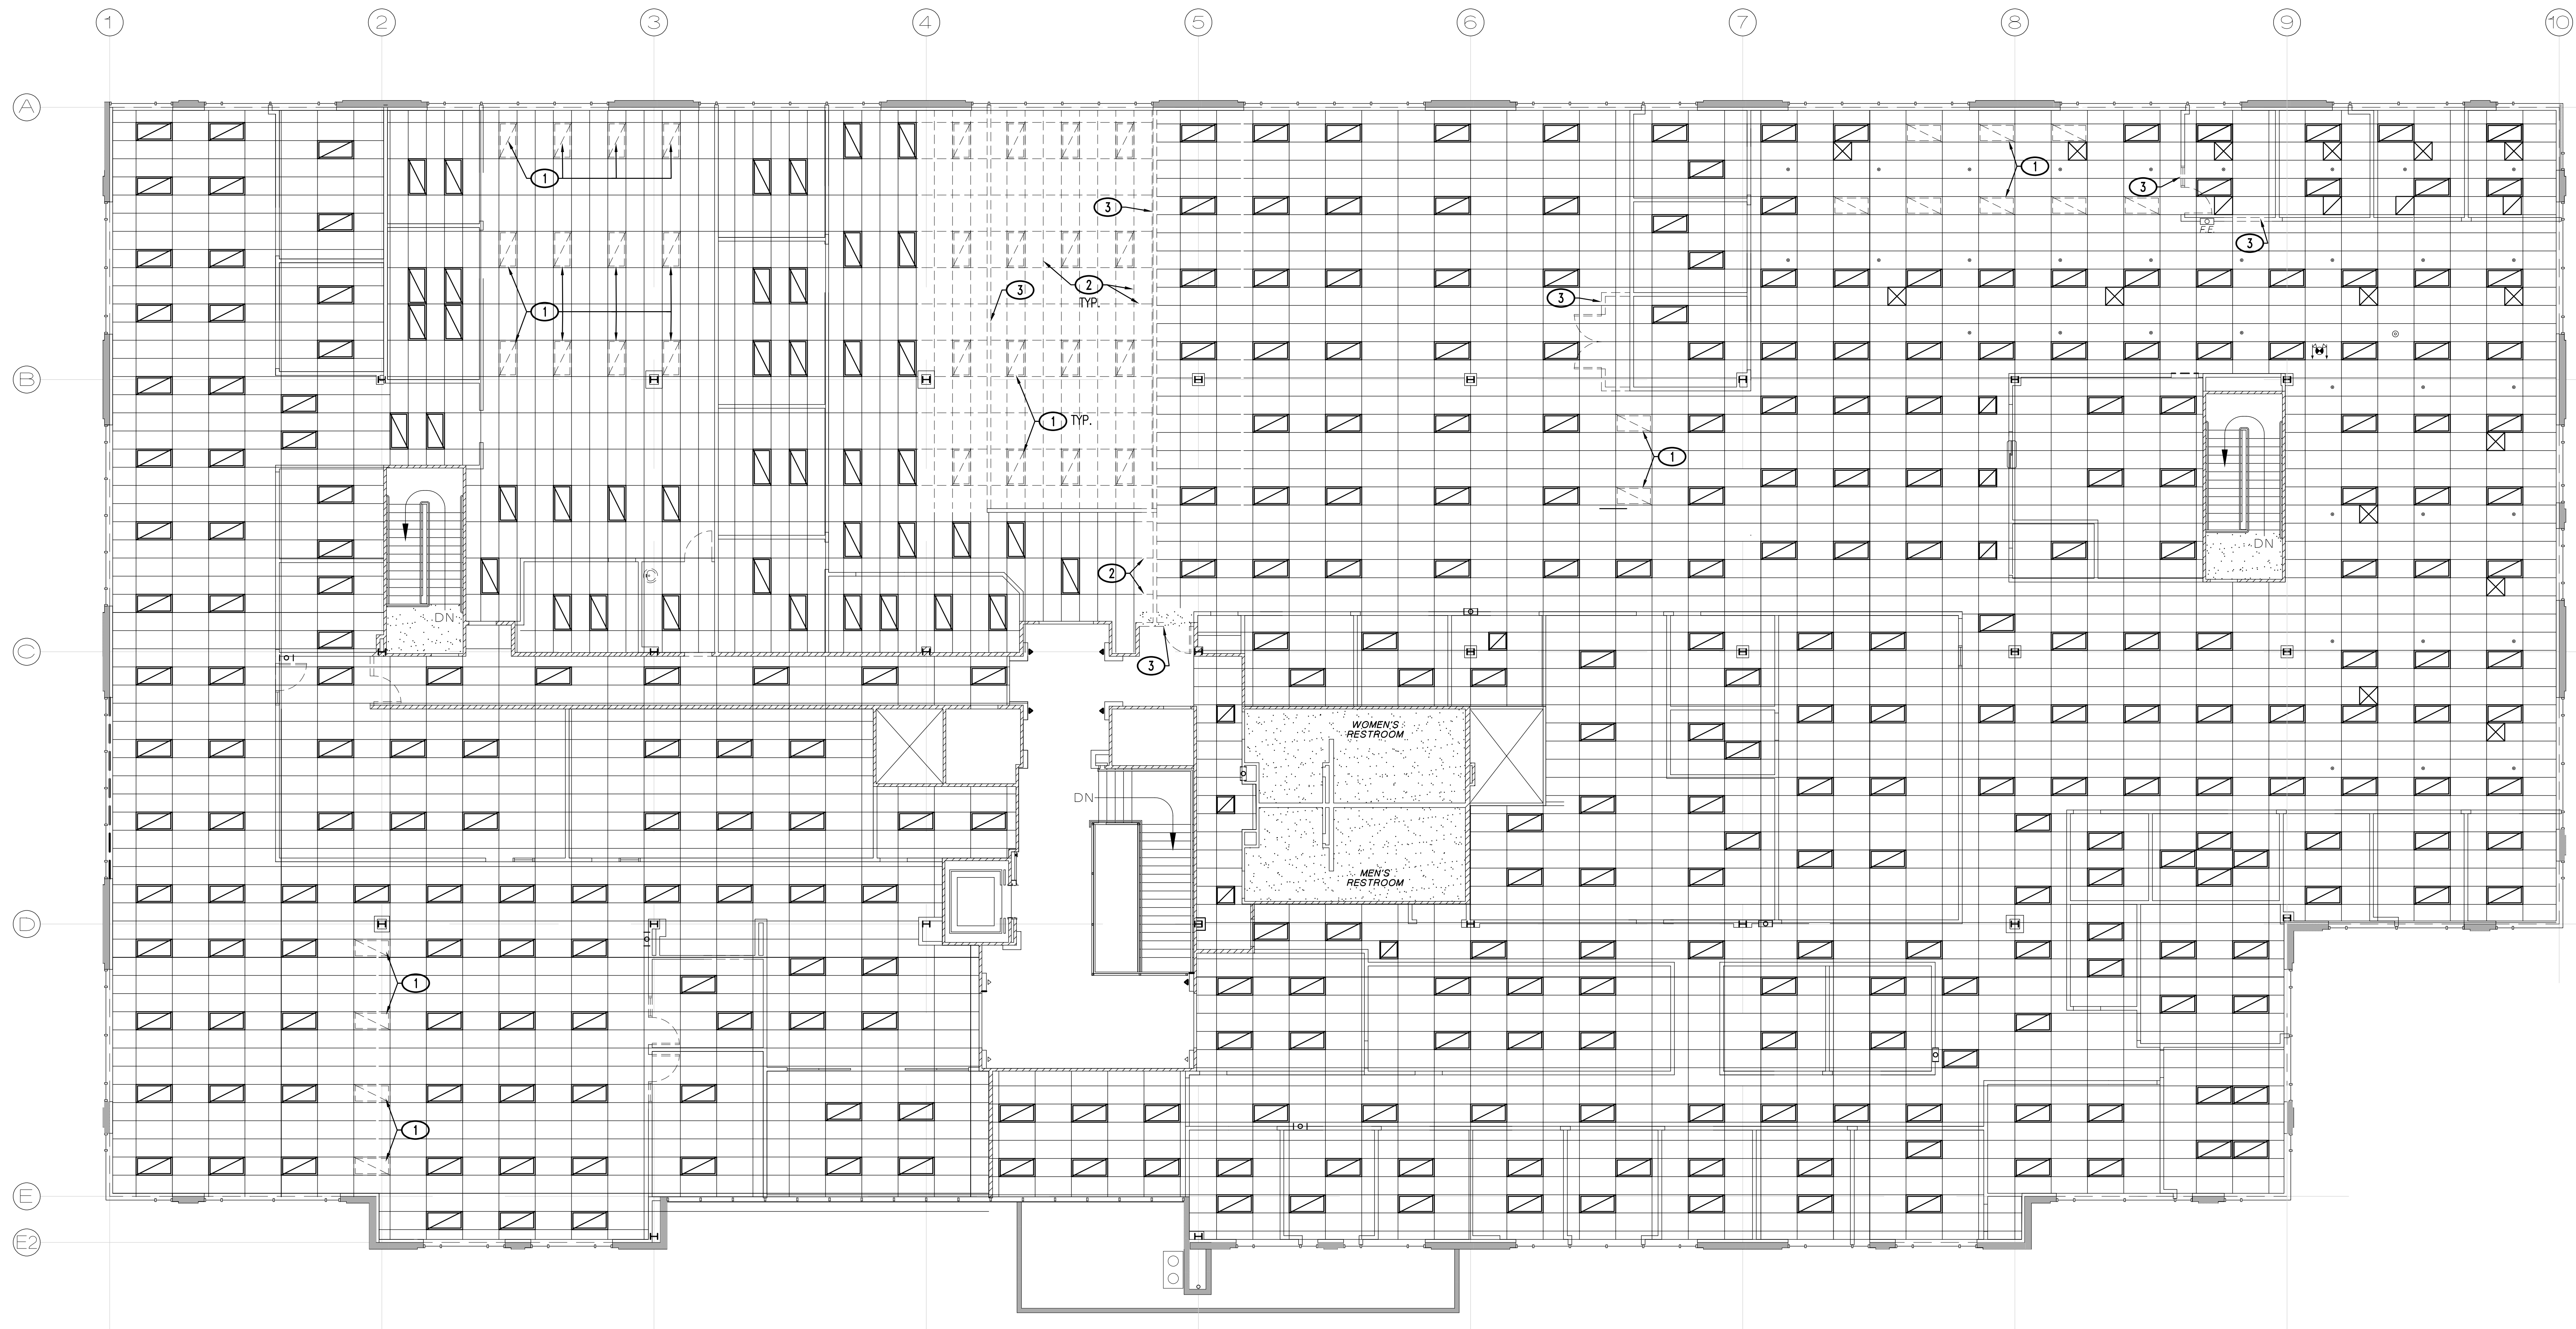 1 2 3 4 5 6 7 8 9 10
A
1
1
3
3
3
F.E.
2
TYP.
3
3
1
B
1 TYP.
1
DN
2
DN
C
3
WOMEN'S
RESTROOM
DN
MEN'S
RESTROOM
D
1
1
E
E2